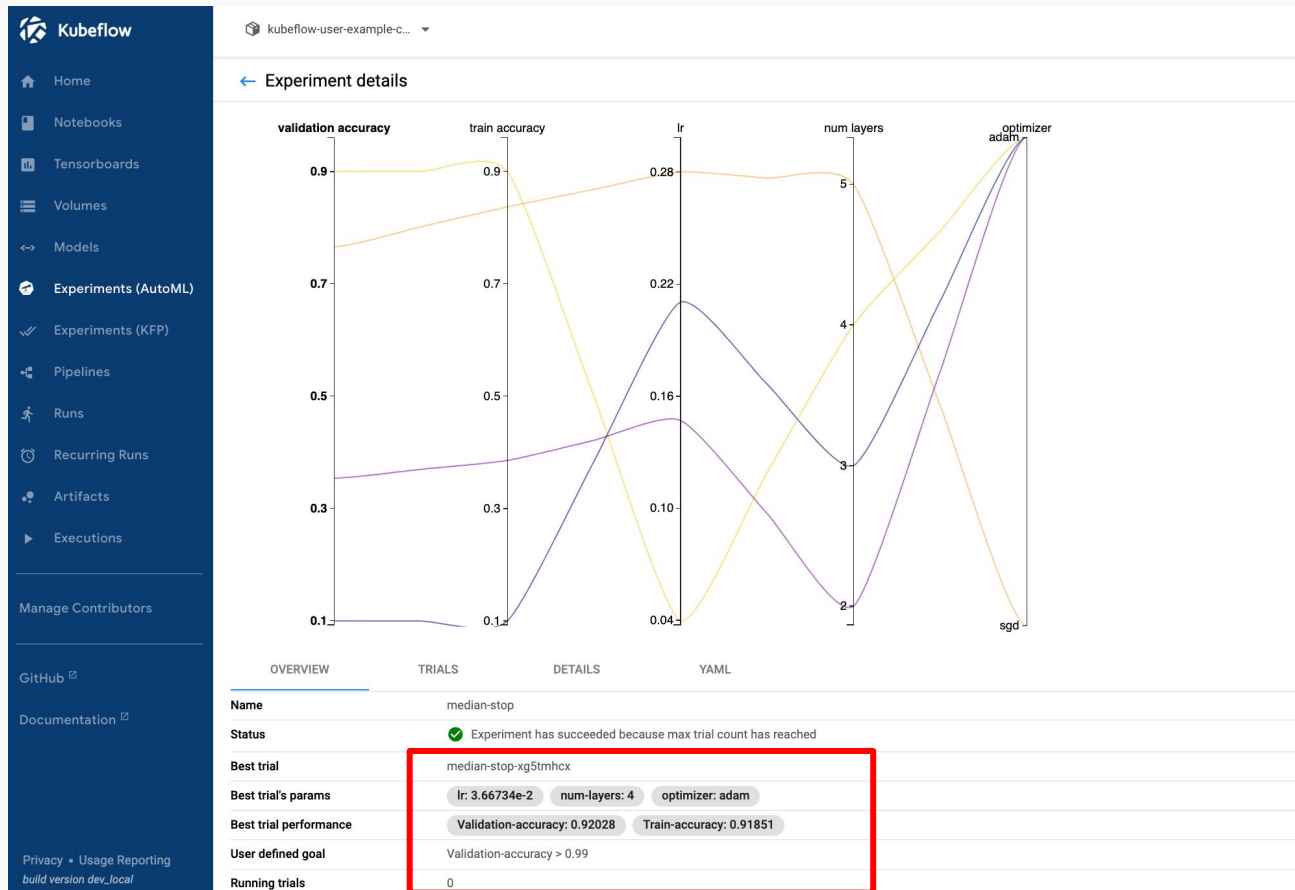 Kubeflow
kubeflow-user-example-c...
Home
Notebooks
Tensorboards
Volumes
Models
Experiments (AutoML)
Experiments (KFP)
Pipelines
Runs
Recurring Runs
Artifacts
Executions
Manage Contributors
GitHub
Documentation
Privacy • Usage Reporting
build version dev_local
Experiment details
validation accuracy
train accuracy
lr
num layers
optimizer
0.9
0.7
0.5
0.3
0.1
0.9
0.7
0.5
0.3
0.1
0.28
0.22
0.16
0.10
0.04
5
4
3
2
adam
sgd
OVERVIEW TRIALS DETAILS YAML
Name median-stop
Status Experiment has succeeded because max trial count has reached
Best trial median-stop-xg5tmhcx
Best trial's params lr: 3.66734e-2 num-layers: 4 optimizer: adam
Best trial performance Validation-accuracy: 0.92028 Train-accuracy: 0.91851
User defined goal Validation-accuracy > 0.99
Running trials 0